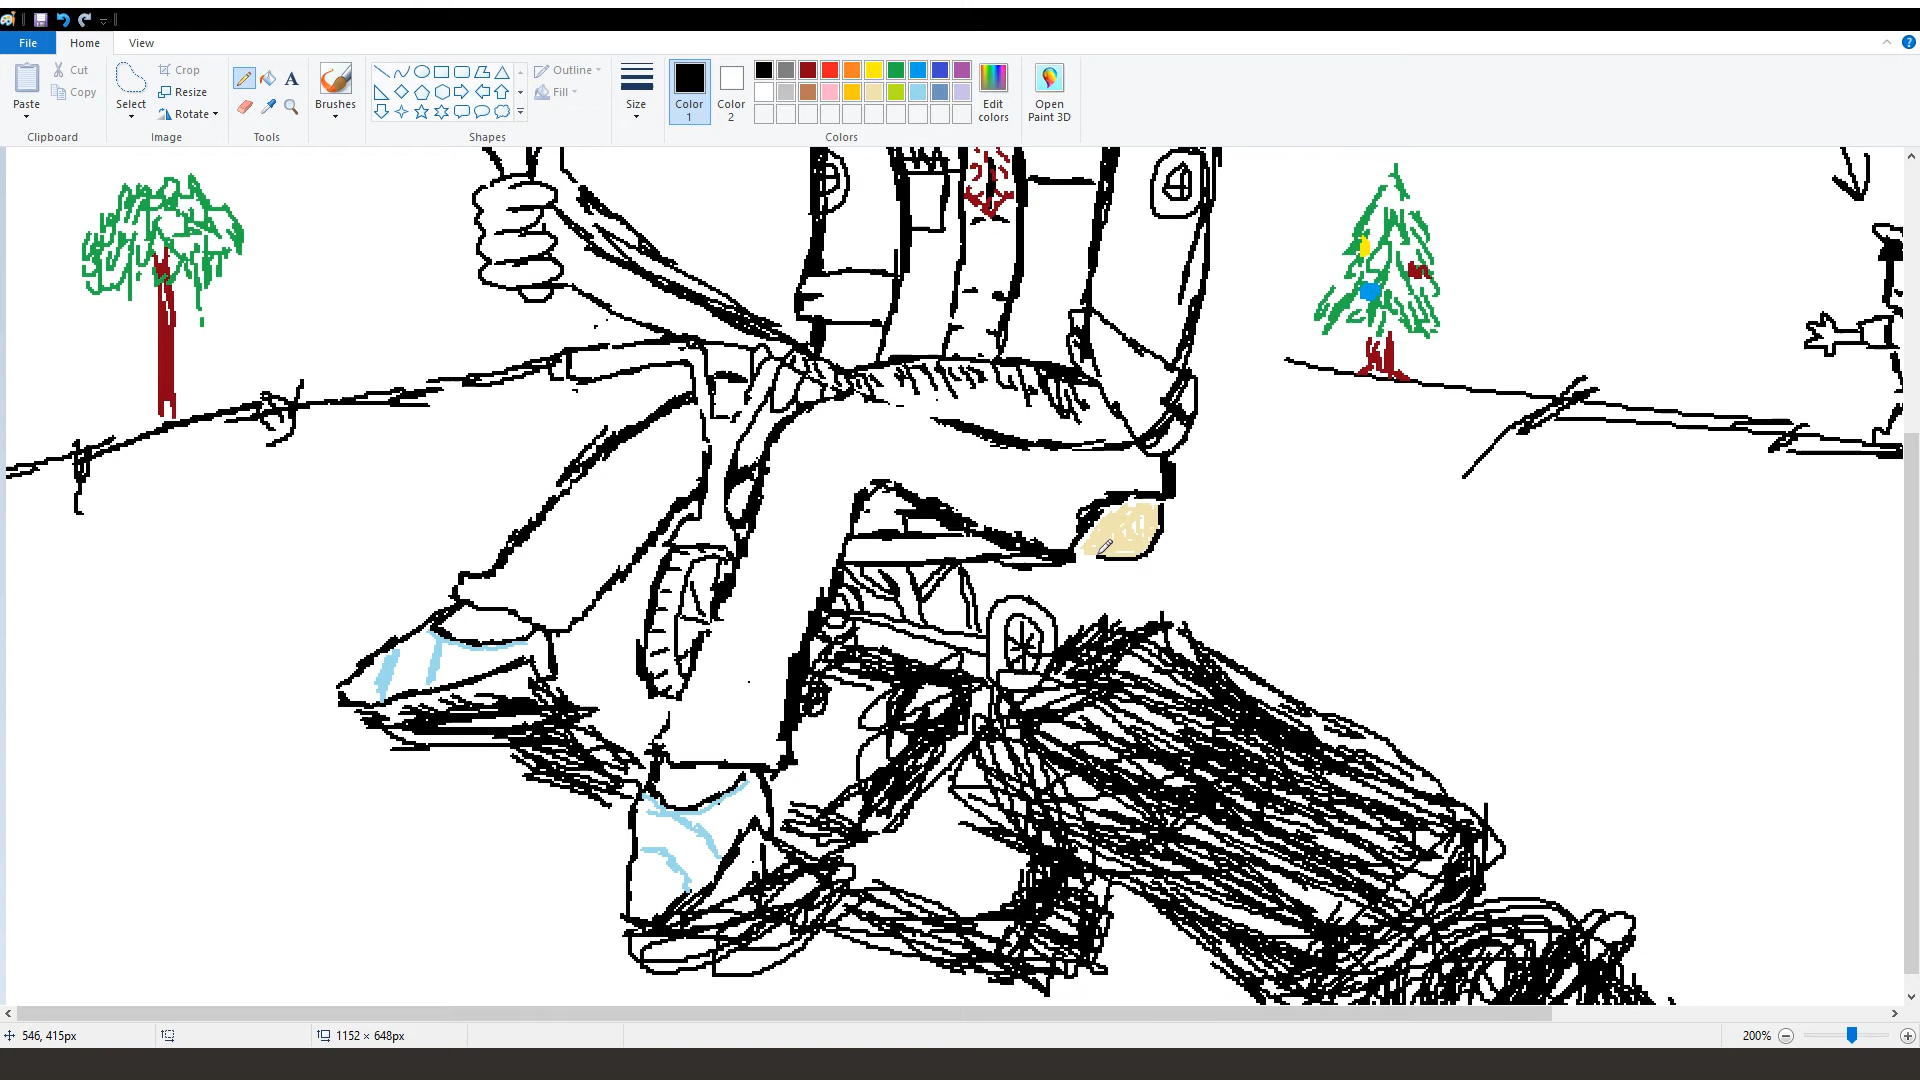 File Home View
Cut
Copy
Paste
Clipboard
Select
Crop
Resize
Rotate
Image
A
Tools
Brushes
Shapes
Outline
Fill
Size
Color 1
Color 2
Edit colors
Colors
Open Paint 3D
?
546, 415px
1152 × 648px
200%